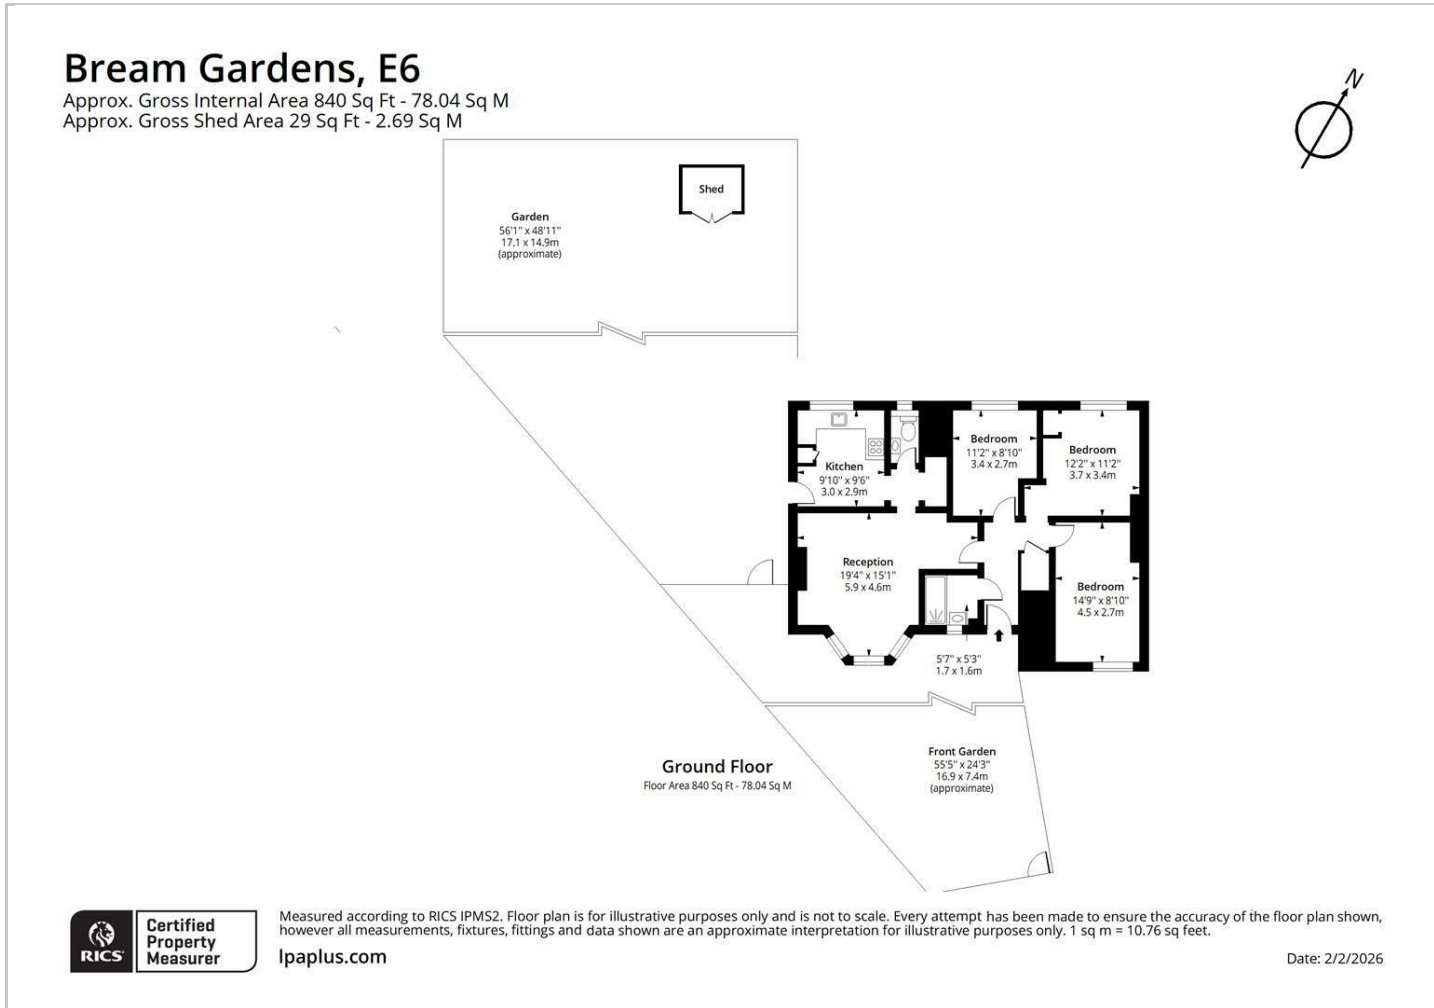 Bream Gardens, E6
Approx. Gross Internal Area 840 Sq Ft - 78.04 Sq M
Approx. Gross Shed Area 29 Sq Ft - 2.69 Sq M
N
Shed
Garden
56'1" x 48'11"
17.1 x 14.9m
(approximate)
Kitchen
9'10" x 9'6"
3.0 x 2.9m
Bedroom
11'2" x 8'10"
3.4 x 2.7m
Bedroom
12'2" x 11'2"
3.7 x 3.4m
Reception
19'4" x 15'1"
5.9 x 4.6m
Bedroom
14'9" x 8'10"
4.5 x 2.7m
5'7" x 5'3"
1.7 x 1.6m
Front Garden
55'5" x 24'3"
16.9 x 7.4m
(approximate)
Ground Floor
Floor Area 840 Sq Ft - 78.04 Sq M
RICS
Certified
Property
Measurer
Measured according to RICS IPMS2. Floor plan is for illustrative purposes only and is not to scale. Every attempt has been made to ensure the accuracy of the floor plan shown,
however all measurements, fixtures, fittings and data shown are an approximate interpretation for illustrative purposes only. 1 sq m = 10.76 sq feet.
lpaplus.com
Date: 2/2/2026